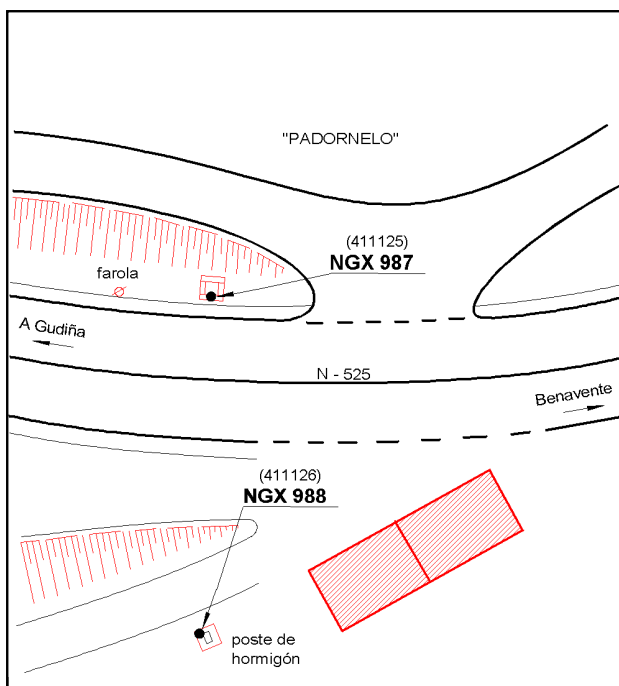 "PADORNELO"
(411125)
NGX 987
farola
A Gudiña
N - 525
Benavente
(411126)
NGX 988
poste de
hormigón